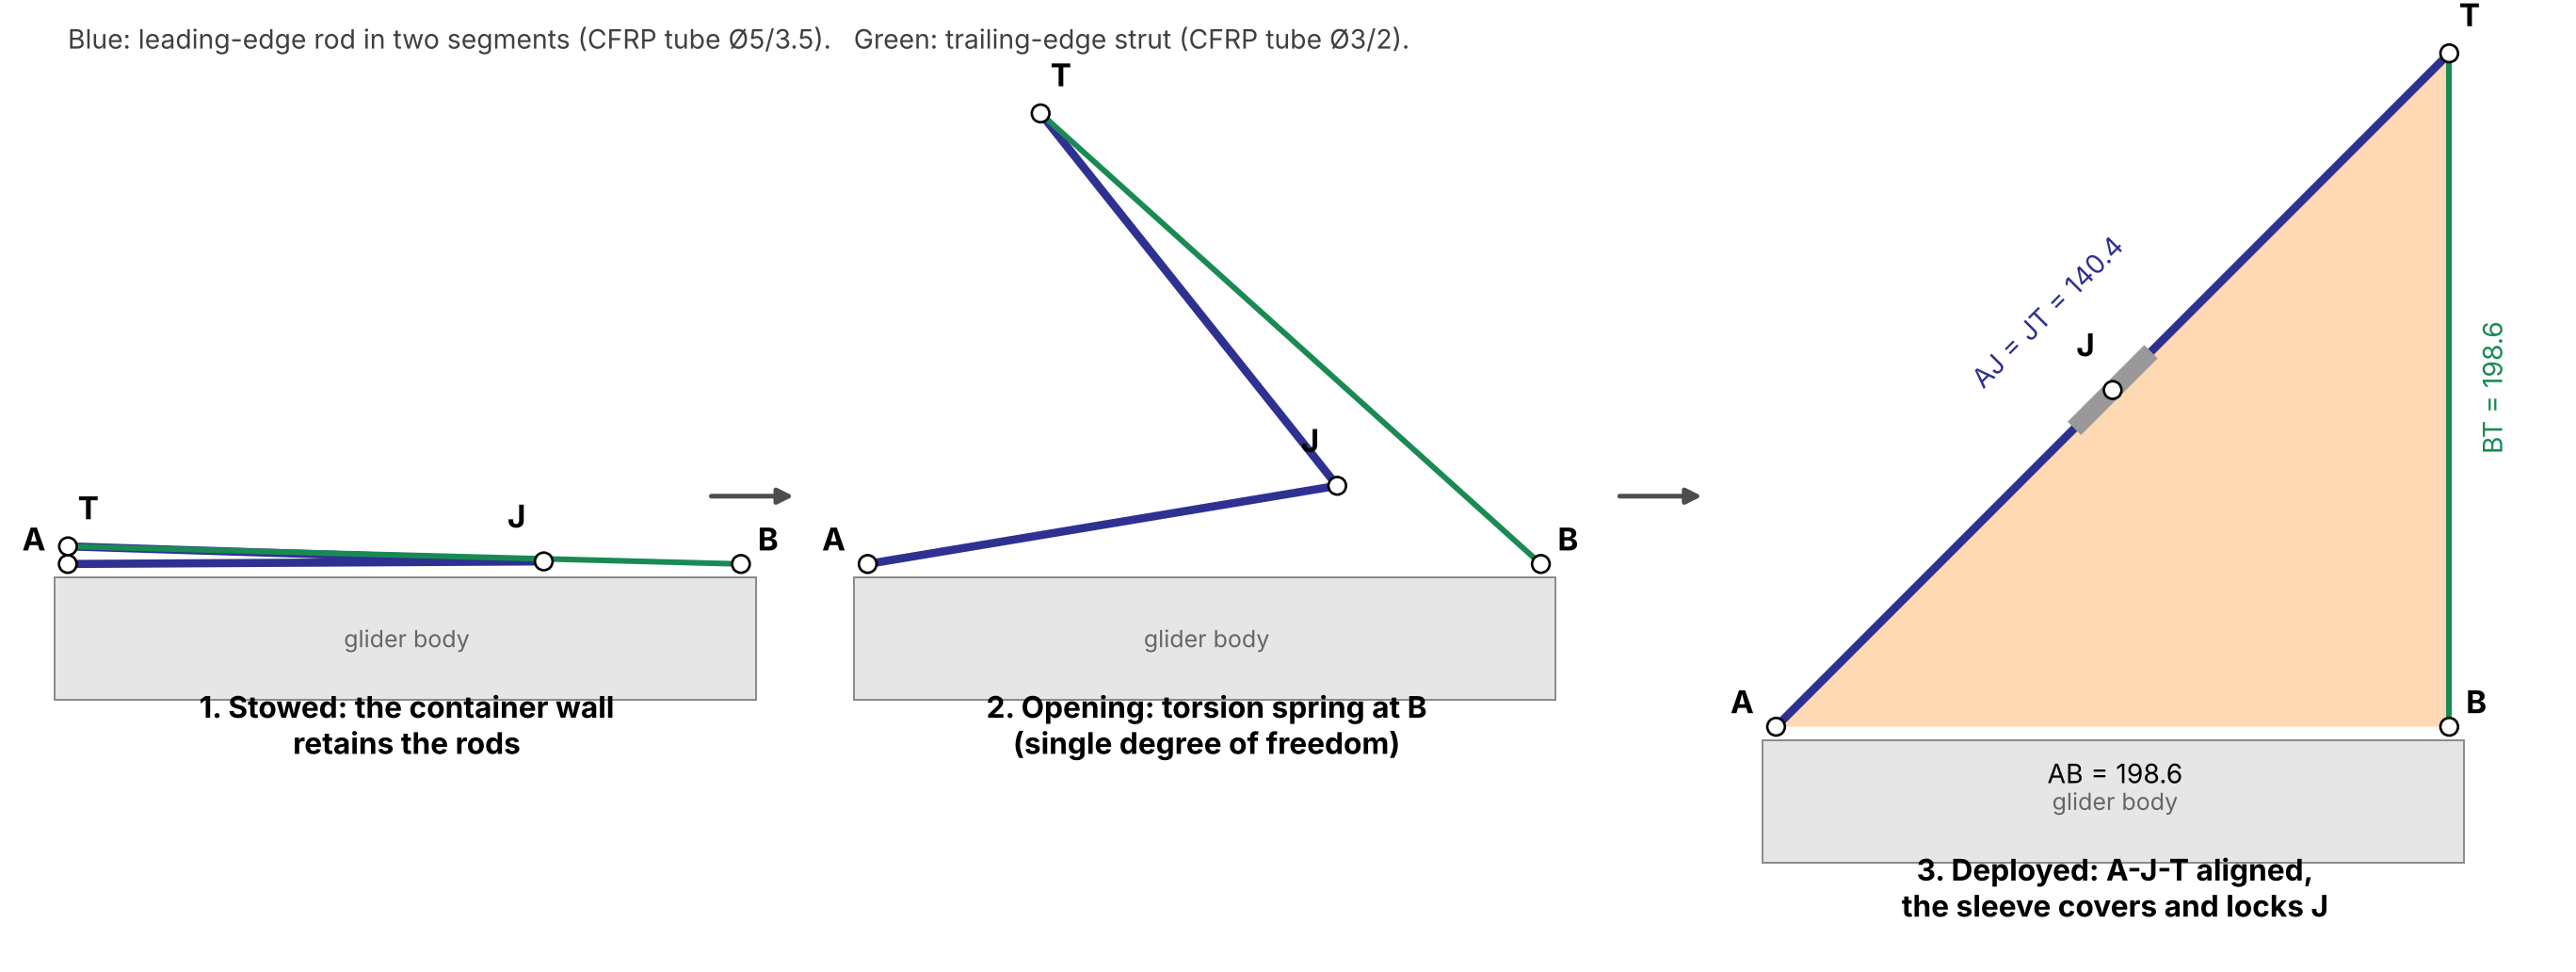 Blue: leading-edge rod in two segments (CFRP tube Ø5/3.5). Green: trailing-edge strut (CFRP tube Ø3/2).
T
J
A
B
glider body
1. Stowed: the container wall
retains the rods
T
J
A
B
glider body
2. Opening: torsion spring at B
(single degree of freedom)
T
AJ = JT = 140.4
J
BT = 198.6
A
B
AB = 198.6
glider body
3. Deployed: A-J-T aligned,
the sleeve covers and locks J